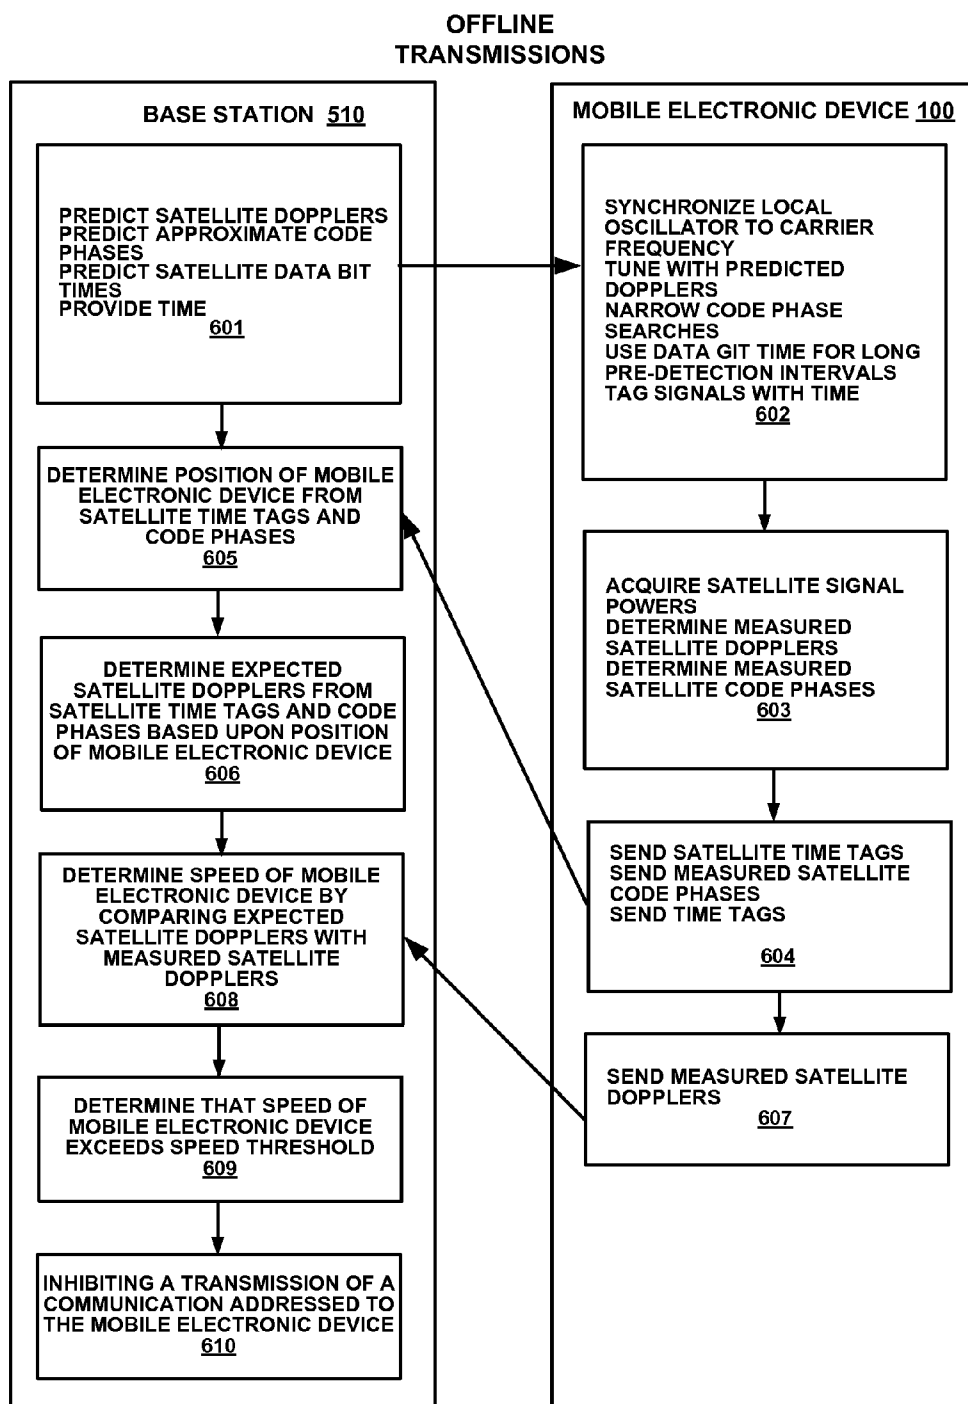 OFFLINE
TRANSMISSIONS
BASE STATION 510
PREDICT SATELLITE DOPPLERS
PREDICT APPROXIMATE CODE
PHASES
PREDICT SATELLITE DATA BIT
TIMES
PROVIDE TIME
601
DETERMINE POSITION OF MOBILE
ELECTRONIC DEVICE FROM
SATELLITE TIME TAGS AND
CODE PHASES
605
DETERMINE EXPECTED
SATELLITE DOPPLERS FROM
SATELLITE TIME TAGS AND CODE
PHASES BASED UPON POSITION
OF MOBILE ELECTRONIC DEVICE
606
DETERMINE SPEED OF MOBILE
ELECTRONIC DEVICE BY
COMPARING EXPECTED
SATELLITE DOPPLERS WITH
MEASURED SATELLITE
DOPPLERS
608
DETERMINE THAT SPEED OF
MOBILE ELECTRONIC DEVICE
EXCEEDS SPEED THRESHOLD
609
INHIBITING A TRANSMISSION OF A
COMMUNICATION ADDRESSED TO
THE MOBILE ELECTRONIC DEVICE
610
MOBILE ELECTRONIC DEVICE 100
SYNCHRONIZE LOCAL
OSCILLATOR TO CARRIER
FREQUENCY
TUNE WITH PREDICTED
DOPPLERS
NARROW CODE PHASE
SEARCHES
USE DATA GIT TIME FOR LONG
PRE-DETECTION INTERVALS
TAG SIGNALS WITH TIME
602
ACQUIRE SATELLITE SIGNAL
POWERS
DETERMINE MEASURED
SATELLITE DOPPLERS
DETERMINE MEASURED
SATELLITE CODE PHASES
603
SEND SATELLITE TIME TAGS
SEND MEASURED SATELLITE
CODE PHASES
SEND TIME TAGS
604
SEND MEASURED SATELLITE
DOPPLERS
607